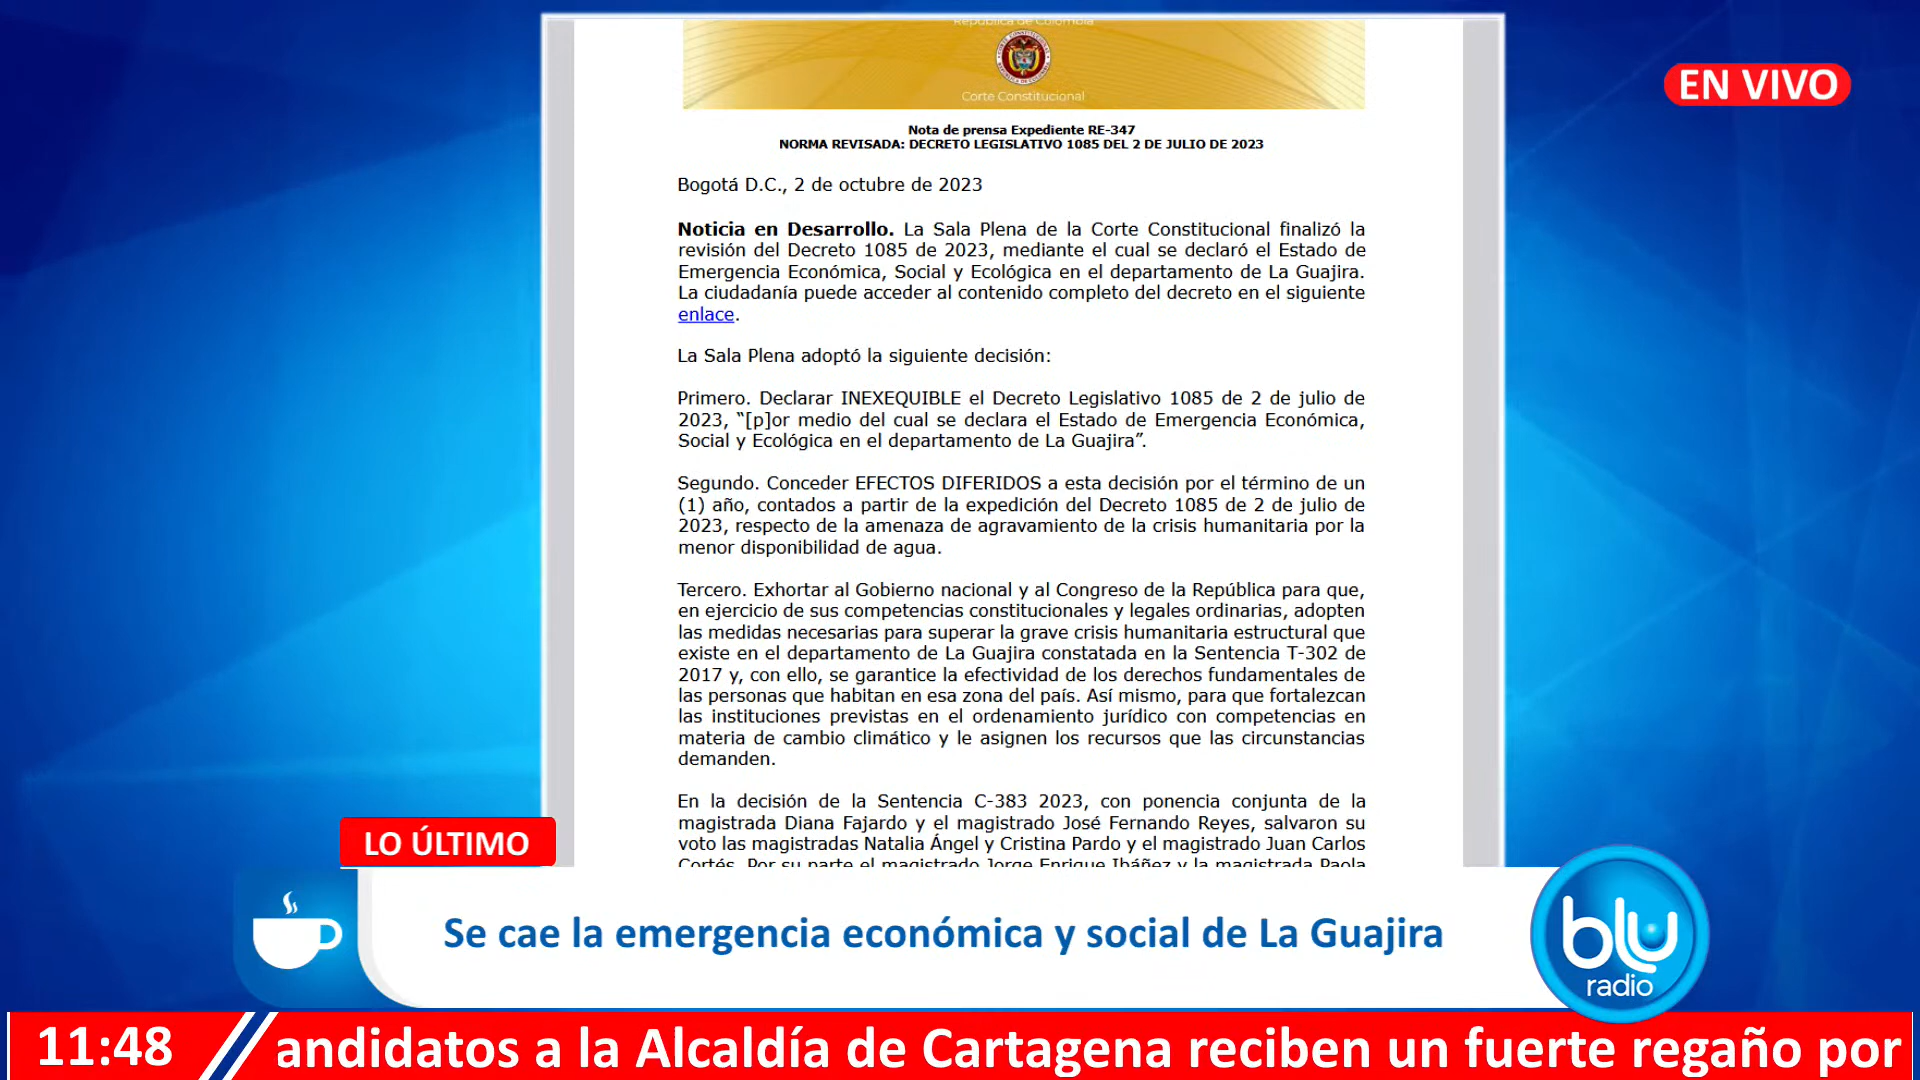 República de Colombia
Corte Constitucional
EN VIVO
Nota de prensa Expediente RE-347
NORMA REVISADA: DECRETO LEGISLATIVO 1085 DEL 2 DE JULIO DE 2023
Bogotá D.C., 2 de octubre de 2023
Noticia en Desarrollo. La Sala Plena de la Corte Constitucional finalizó la
revisión del Decreto 1085 de 2023, mediante el cual se declaró el Estado de
Emergencia Económica, Social y Ecológica en el departamento de La Guajira.
La ciudadanía puede acceder al contenido completo del decreto en el siguiente
enlace.
La Sala Plena adoptó la siguiente decisión:
Primero. Declarar INEXEQUIBLE el Decreto Legislativo 1085 de 2 de julio de
2023, “[p]or medio del cual se declara el Estado de Emergencia Económica,
Social y Ecológica en el departamento de La Guajira”.
Segundo. Conceder EFECTOS DIFERIDOS a esta decisión por el término de un
(1) año, contados a partir de la expedición del Decreto 1085 de 2 de julio de
2023, respecto de la amenaza de agravamiento de la crisis humanitaria por la
menor disponibilidad de agua.
Tercero. Exhortar al Gobierno nacional y al Congreso de la República para que,
en ejercicio de sus competencias constitucionales y legales ordinarias, adopten
las medidas necesarias para superar la grave crisis humanitaria estructural que
existe en el departamento de La Guajira constatada en la Sentencia T-302 de
2017 y, con ello, se garantice la efectividad de los derechos fundamentales de
las personas que habitan en esa zona del país. Así mismo, para que fortalezcan
las instituciones previstas en el ordenamiento jurídico con competencias en
materia de cambio climático y le asignen los recursos que las circunstancias
demanden.
En la decisión de la Sentencia C-383 2023, con ponencia conjunta de la
magistrada Diana Fajardo y el magistrado José Fernando Reyes, salvaron su
voto las magistradas Natalia Ángel y Cristina Pardo y el magistrado Juan Carlos
Cortés. Por su parte el magistrado Jorge Enrique Ibáñez y la magistrada Paola
LO ÚLTIMO
Se cae la emergencia económica y social de La Guajira
blu
radio
11:48
andidatos a la Alcaldía de Cartagena reciben un fuerte regaño por